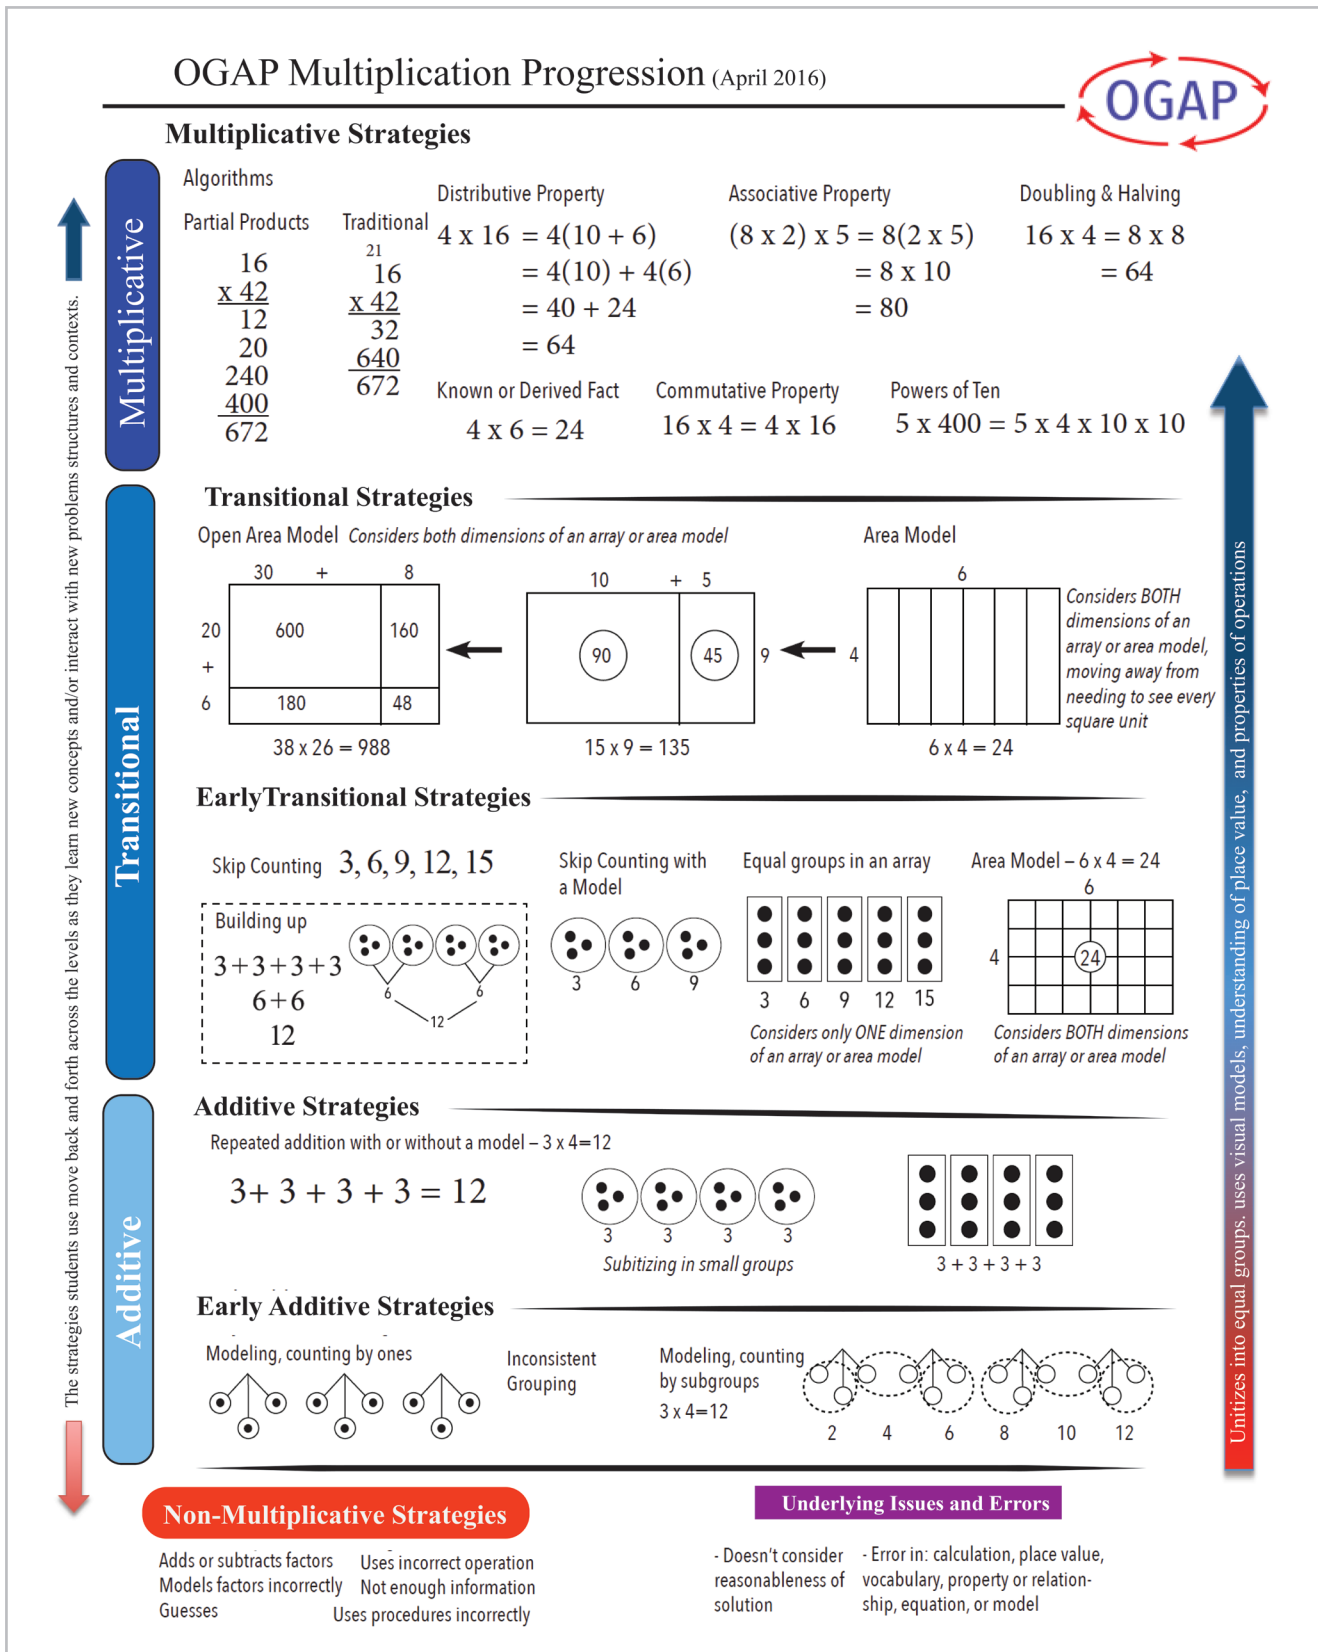 OGAP Multiplication Progression (April 2016)
OGAP
Multiplicative Strategies
Multiplicative
Algorithms
Partial Products
16
x 42
12
20
240
400
672
Traditional
21
16
x 42
32
640
672
Distributive Property
4 x 16 = 4(10 + 6)
= 4(10) + 4(6)
= 40 + 24
= 64
Associative Property
(8 x 2) x 5 = 8(2 x 5)
= 8 x 10
= 80
Doubling & Halving
16 x 4 = 8 x 8
= 64
Known or Derived Fact
4 x 6 = 24
Commutative Property
16 x 4 = 4 x 16
Powers of Ten
5 x 400 = 5 x 4 x 10 x 10
The strategies students use move back and forth across the levels as they learn new concepts and/or interact with new problems structures and contexts.
Unitizes into equal groups. uses visual models, understanding of place value, and properties of operations
Transitional
Transitional Strategies
Open Area Model Considers both dimensions of an array or area model
30 + 8
20
+
6
600
160
180
48
38 x 26 = 988
10 + 5
90
45
9
15 x 9 = 135
Area Model
6
4
6 x 4 = 24
Considers BOTH
dimensions of an
array or area model,
moving away from
needing to see every
square unit
EarlyTransitional Strategies
Skip Counting 3, 6, 9, 12, 15
Building up
3+3+3+3
6+6
12
6
6
12
Skip Counting with
a Model
3 6 9
Equal groups in an array
3 6 9 12 15
Considers only ONE dimension
of an array or area model
Area Model – 6 x 4 = 24
6
4
24
Considers BOTH dimensions
of an array or area model
Additive
Additive Strategies
Repeated addition with or without a model – 3 x 4=12
3+ 3 + 3 + 3 = 12
3 3 3 3
Subitizing in small groups
3 + 3 + 3 + 3
Early Additive Strategies
Modeling, counting by ones
Inconsistent
Grouping
Modeling, counting
by subgroups
3 x 4=12
2 4 6 8 10 12
Non-Multiplicative Strategies
Adds or subtracts factors
Models factors incorrectly
Guesses
Uses incorrect operation
Not enough information
Uses procedures incorrectly
Underlying Issues and Errors
- Doesn't consider
reasonableness of
solution
- Error in: calculation, place value,
vocabulary, property or relation-
ship, equation, or model